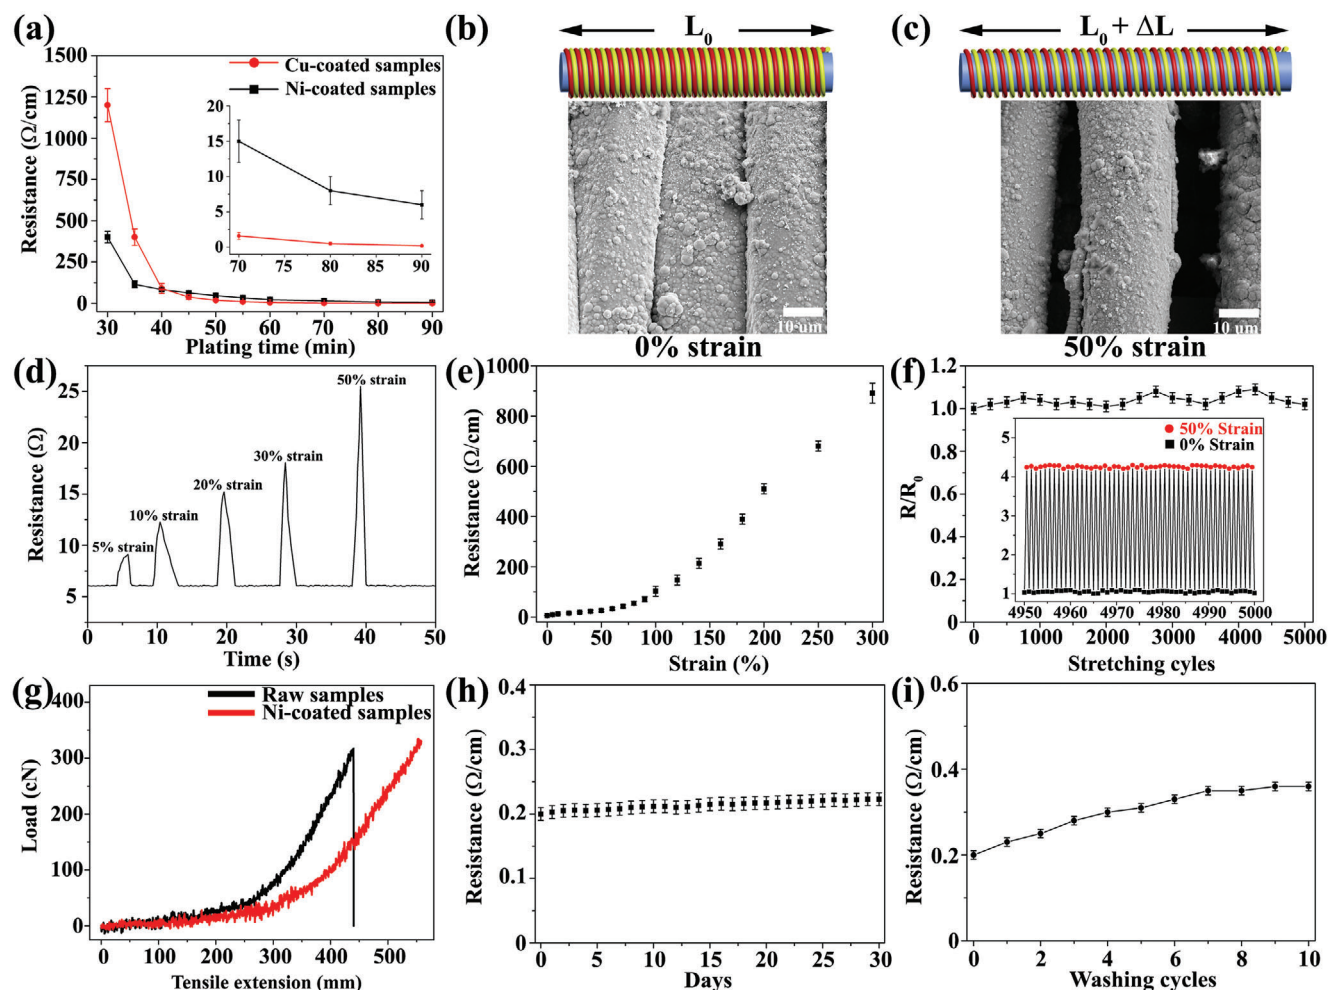 (a)
1500
1250
1000
750
500
250
0
Resistance (Ω/cm)
Cu-coated samples
Ni-coated samples
20
15
10
5
0
70 75 80 85 90
30 40 50 60 70 80 90
Plating time (min)
(b)
L0
10 um
0% strain
(c)
L0 + ΔL
10 um
50% strain
(d)
25
20
15
10
5
Resistance (Ω)
5% strain
10% strain
20% strain
30% strain
50% strain
0 10 20 30 40 50
Time (s)
(e)
1000
800
600
400
200
0
Resistance (Ω/cm)
0 50 100 150 200 250 300
Strain (%)
(f)
1.2
1.0
0.8
0.6
0.4
0.2
0.0
R/R0
50% Strain
0% Strain
5
4
3
2
1
4950 4960 4970 4980 4990 5000
0 1000 2000 3000 4000 5000
Stretching cyles
(g)
400
300
200
100
0
Load (cN)
Raw samples
Ni-coated samples
0 100 200 300 400 500
Tensile extension (mm)
(h)
0.4
0.3
0.2
0.1
0
Resistance (Ω/cm)
0 5 10 15 20 25 30
Days
(i)
0.6
0.4
0.2
0
Resistance (Ω/cm)
0 2 4 6 8 10
Washing cycles